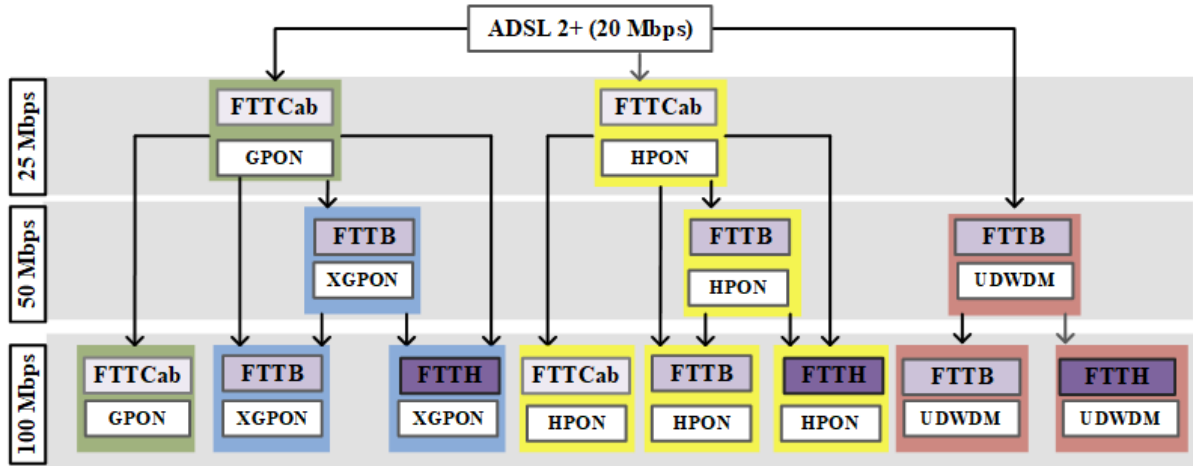 ADSL 2+ (20 Mbps)
25 Mbps
FTTCab
GPON
FTTCab
HPON
50 Mbps
FTTB
XGPON
FTTB
HPON
FTTB
UDWDM
100 Mbps
FTTCab
GPON
FTTB
XGPON
FTTH
XGPON
FTTCab
HPON
FTTB
HPON
FTTH
HPON
FTTB
UDWDM
FTTH
UDWDM